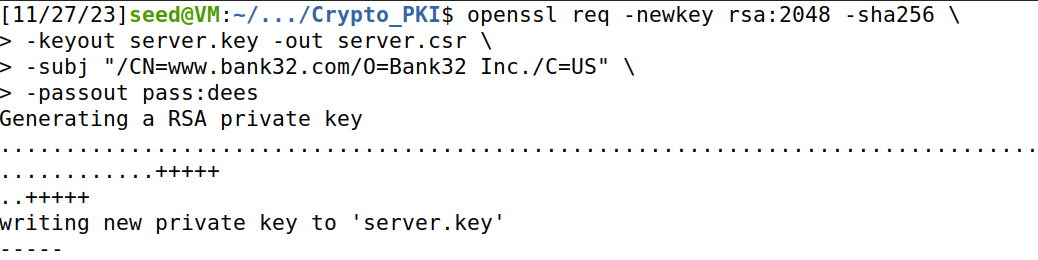 [11/27/23]seed@VM:~/.../Crypto_PKI$ openssl req -newkey rsa:2048 -sha256 \
> -keyout server.key -out server.csr \
> -subj "/CN=www.bank32.com/O=Bank32 Inc./C=US" \
> -passout pass:dees
Generating a RSA private key
................................................................................
............+++++
..+++++
writing new private key to 'server.key'
-----